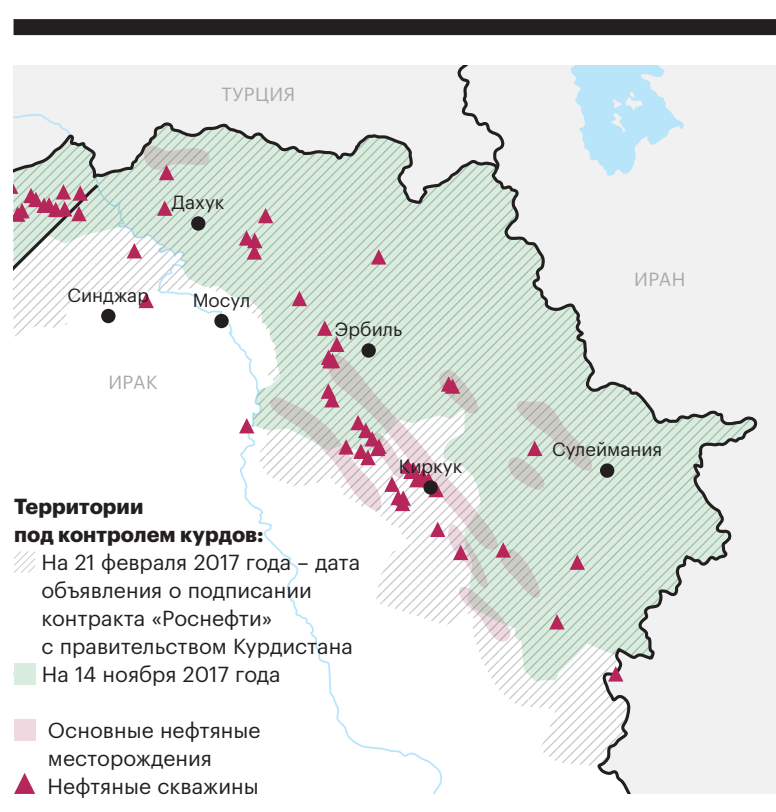 ТУРЦИЯ
Дахук
ИРАН
Синджар
Мосул
Эрбиль
ИРАК
Сулеймания
Киркук
Территории
под контролем курдов:
На 21 февраля 2017 года – дата
объявления о подписании
контракта «Роснефти»
с правительством Курдистана
На 14 ноября 2017 года
Основные нефтяные
месторождения
Нефтяные скважины